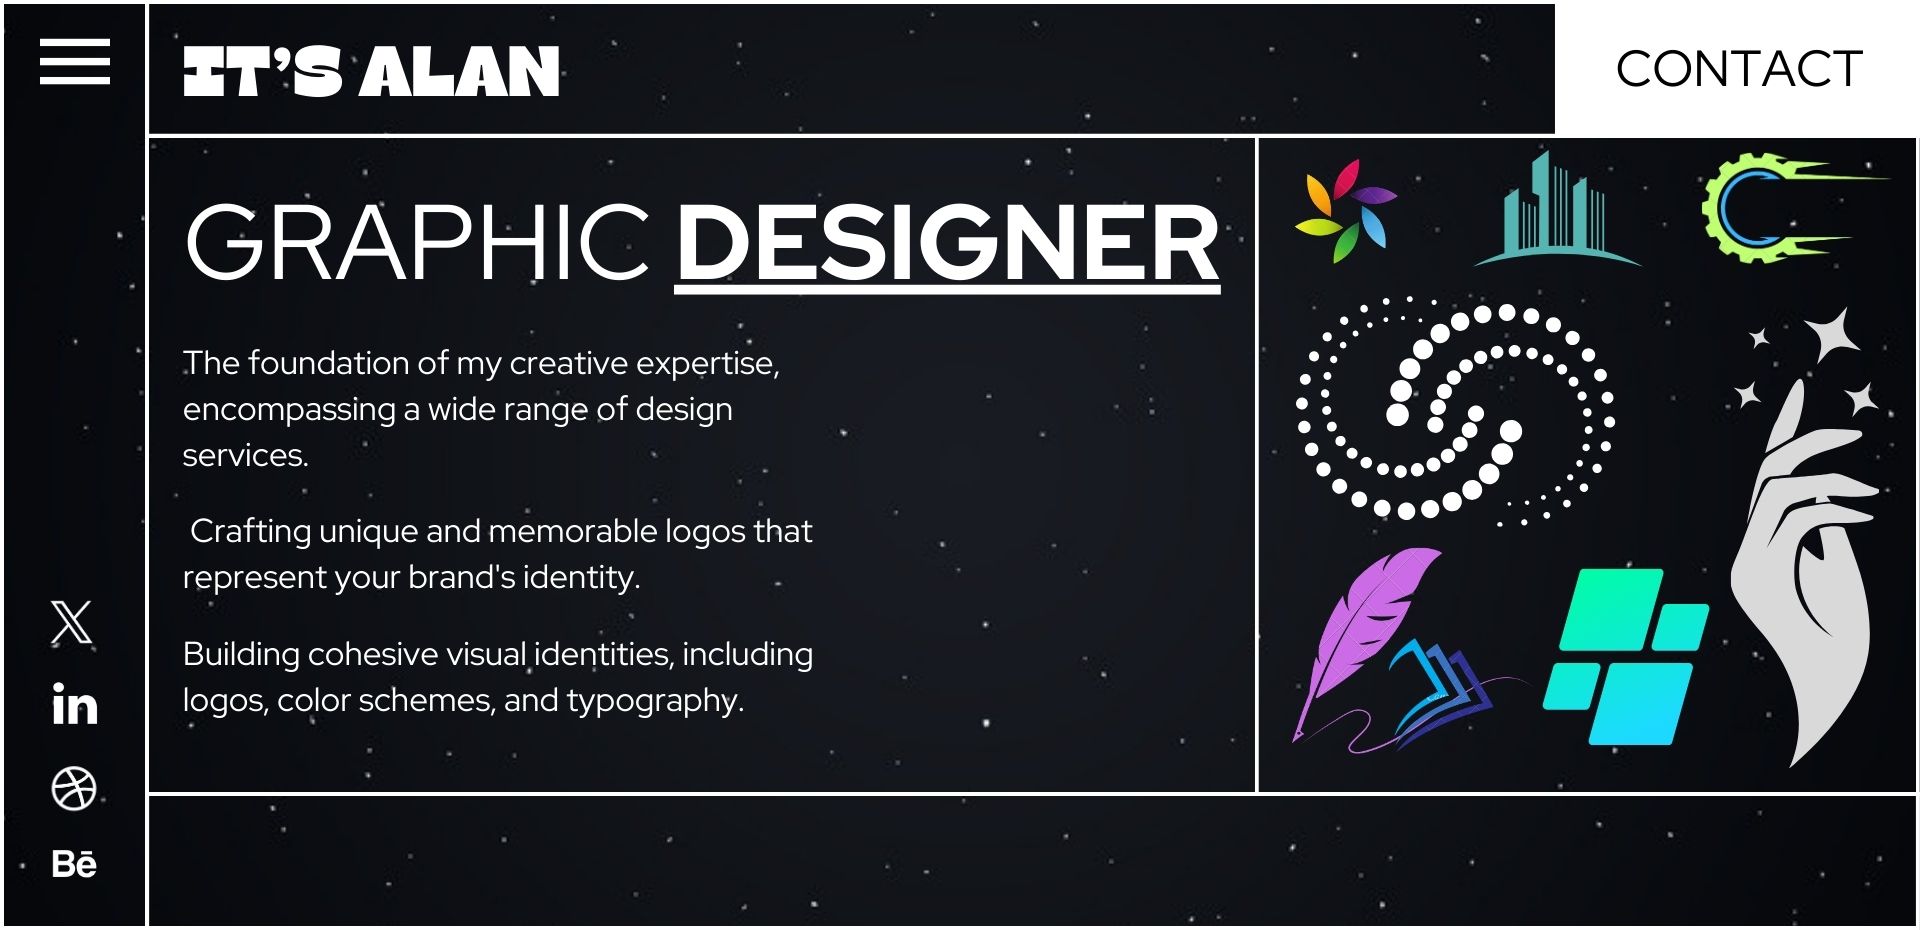 IT'S ALAN
CONTACT
GRAPHIC DESIGNER
The foundation of my creative expertise,
encompassing a wide range of design
services.
Crafting unique and memorable logos that
represent your brand's identity.
Building cohesive visual identities, including
logos, color schemes, and typography.
X
in
Bē